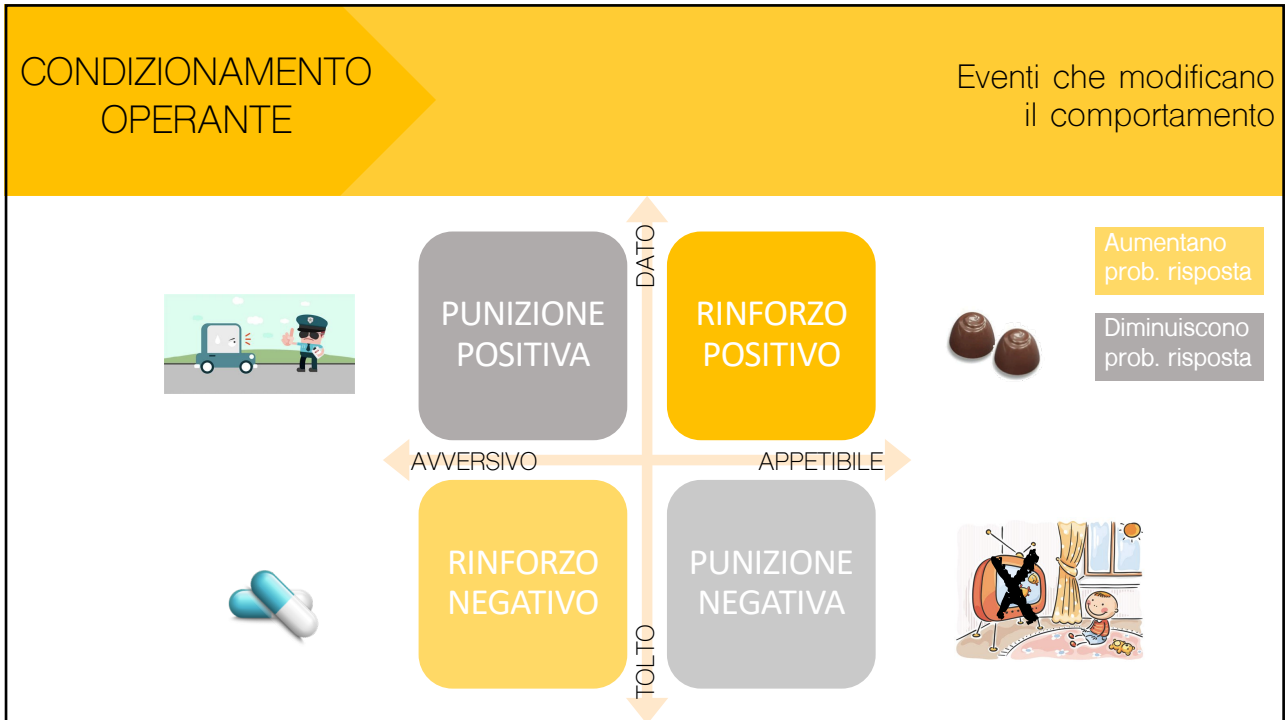 CONDIZIONAMENTO
OPERANTE
Eventi che modificano
il comportamento
DATO
PUNIZIONE
POSITIVA
RINFORZO
POSITIVO
Aumentano
prob. risposta
Diminuiscono
prob. risposta
AVVERSIVO
APPETIBILE
RINFORZO
NEGATIVO
PUNIZIONE
NEGATIVA
TOLTO